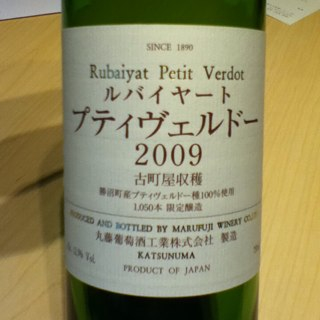 SINCE 1890
Rubaiyat Petit Verdot
ルバイヤート
プティヴェルドー
2009
古町屋収穫
勝沼町産プティヴェルドー種100%使用
1,050本 限定醸造
PRODUCED AND BOTTLED BY MARUFUJI WINERY CO.,
丸藤葡萄酒工業株式会社 製造
KATSUNUMA
PRODUCT OF JAPAN